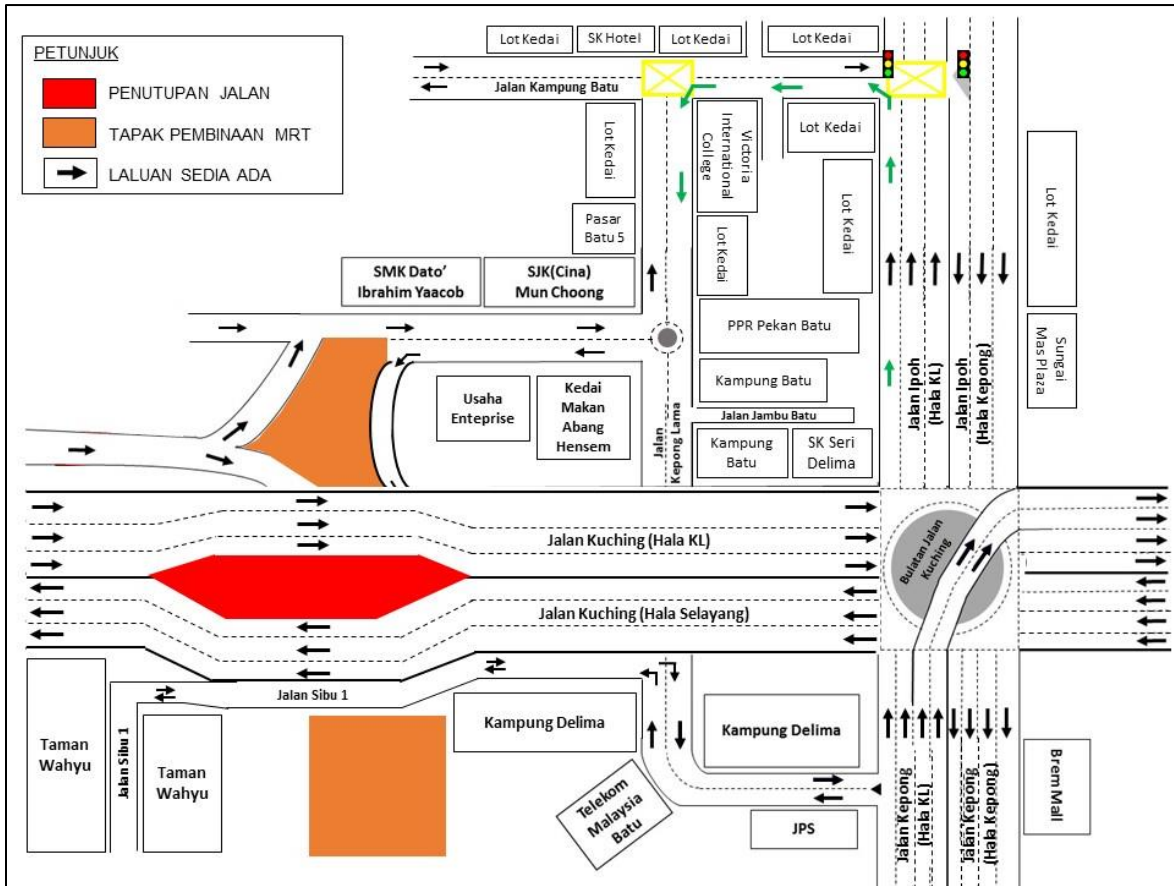 PETUNJUK
PENUTUPAN JALAN
TAPAK PEMBINAAN MRT
LALUAN SEDIA ADA
Lot Kedai
SK Hotel
Lot Kedai
Lot Kedai
Jalan Kampung Batu
Lot Kedai
Victoria
International
College
Lot Kedai
Lot Kedai
Lot Kedai
Pasar
Batu 5
Lot Kedai
SMK Dato’
Ibrahim Yaacob
SJK(Cina)
Mun Choong
PPR Pekan Batu
Sungai
Mas Plaza
Kampung Batu
Usaha
Enteprise
Kedai
Makan
Abang
Hensem
Jalan Jambu Batu
Jalan
Kepong Lama
Kampung
Batu
SK Seri
Delima
Jalan Ipoh
(Hala KL)
Jalan Ipoh
(Hala Kepong)
Jalan Kuching (Hala KL)
Bulatan Jalan
Kuching
Jalan Kuching (Hala Selayang)
Jalan Sibu 1
Taman
Wahyu
Jalan Sibu 1
Taman
Wahyu
Kampung Delima
Kampung Delima
Telekom
Malaysia
Batu
JPS
Jalan Kepong
(Hala KL)
Jalan Kepong
(Hala Kepong)
Brem Mall